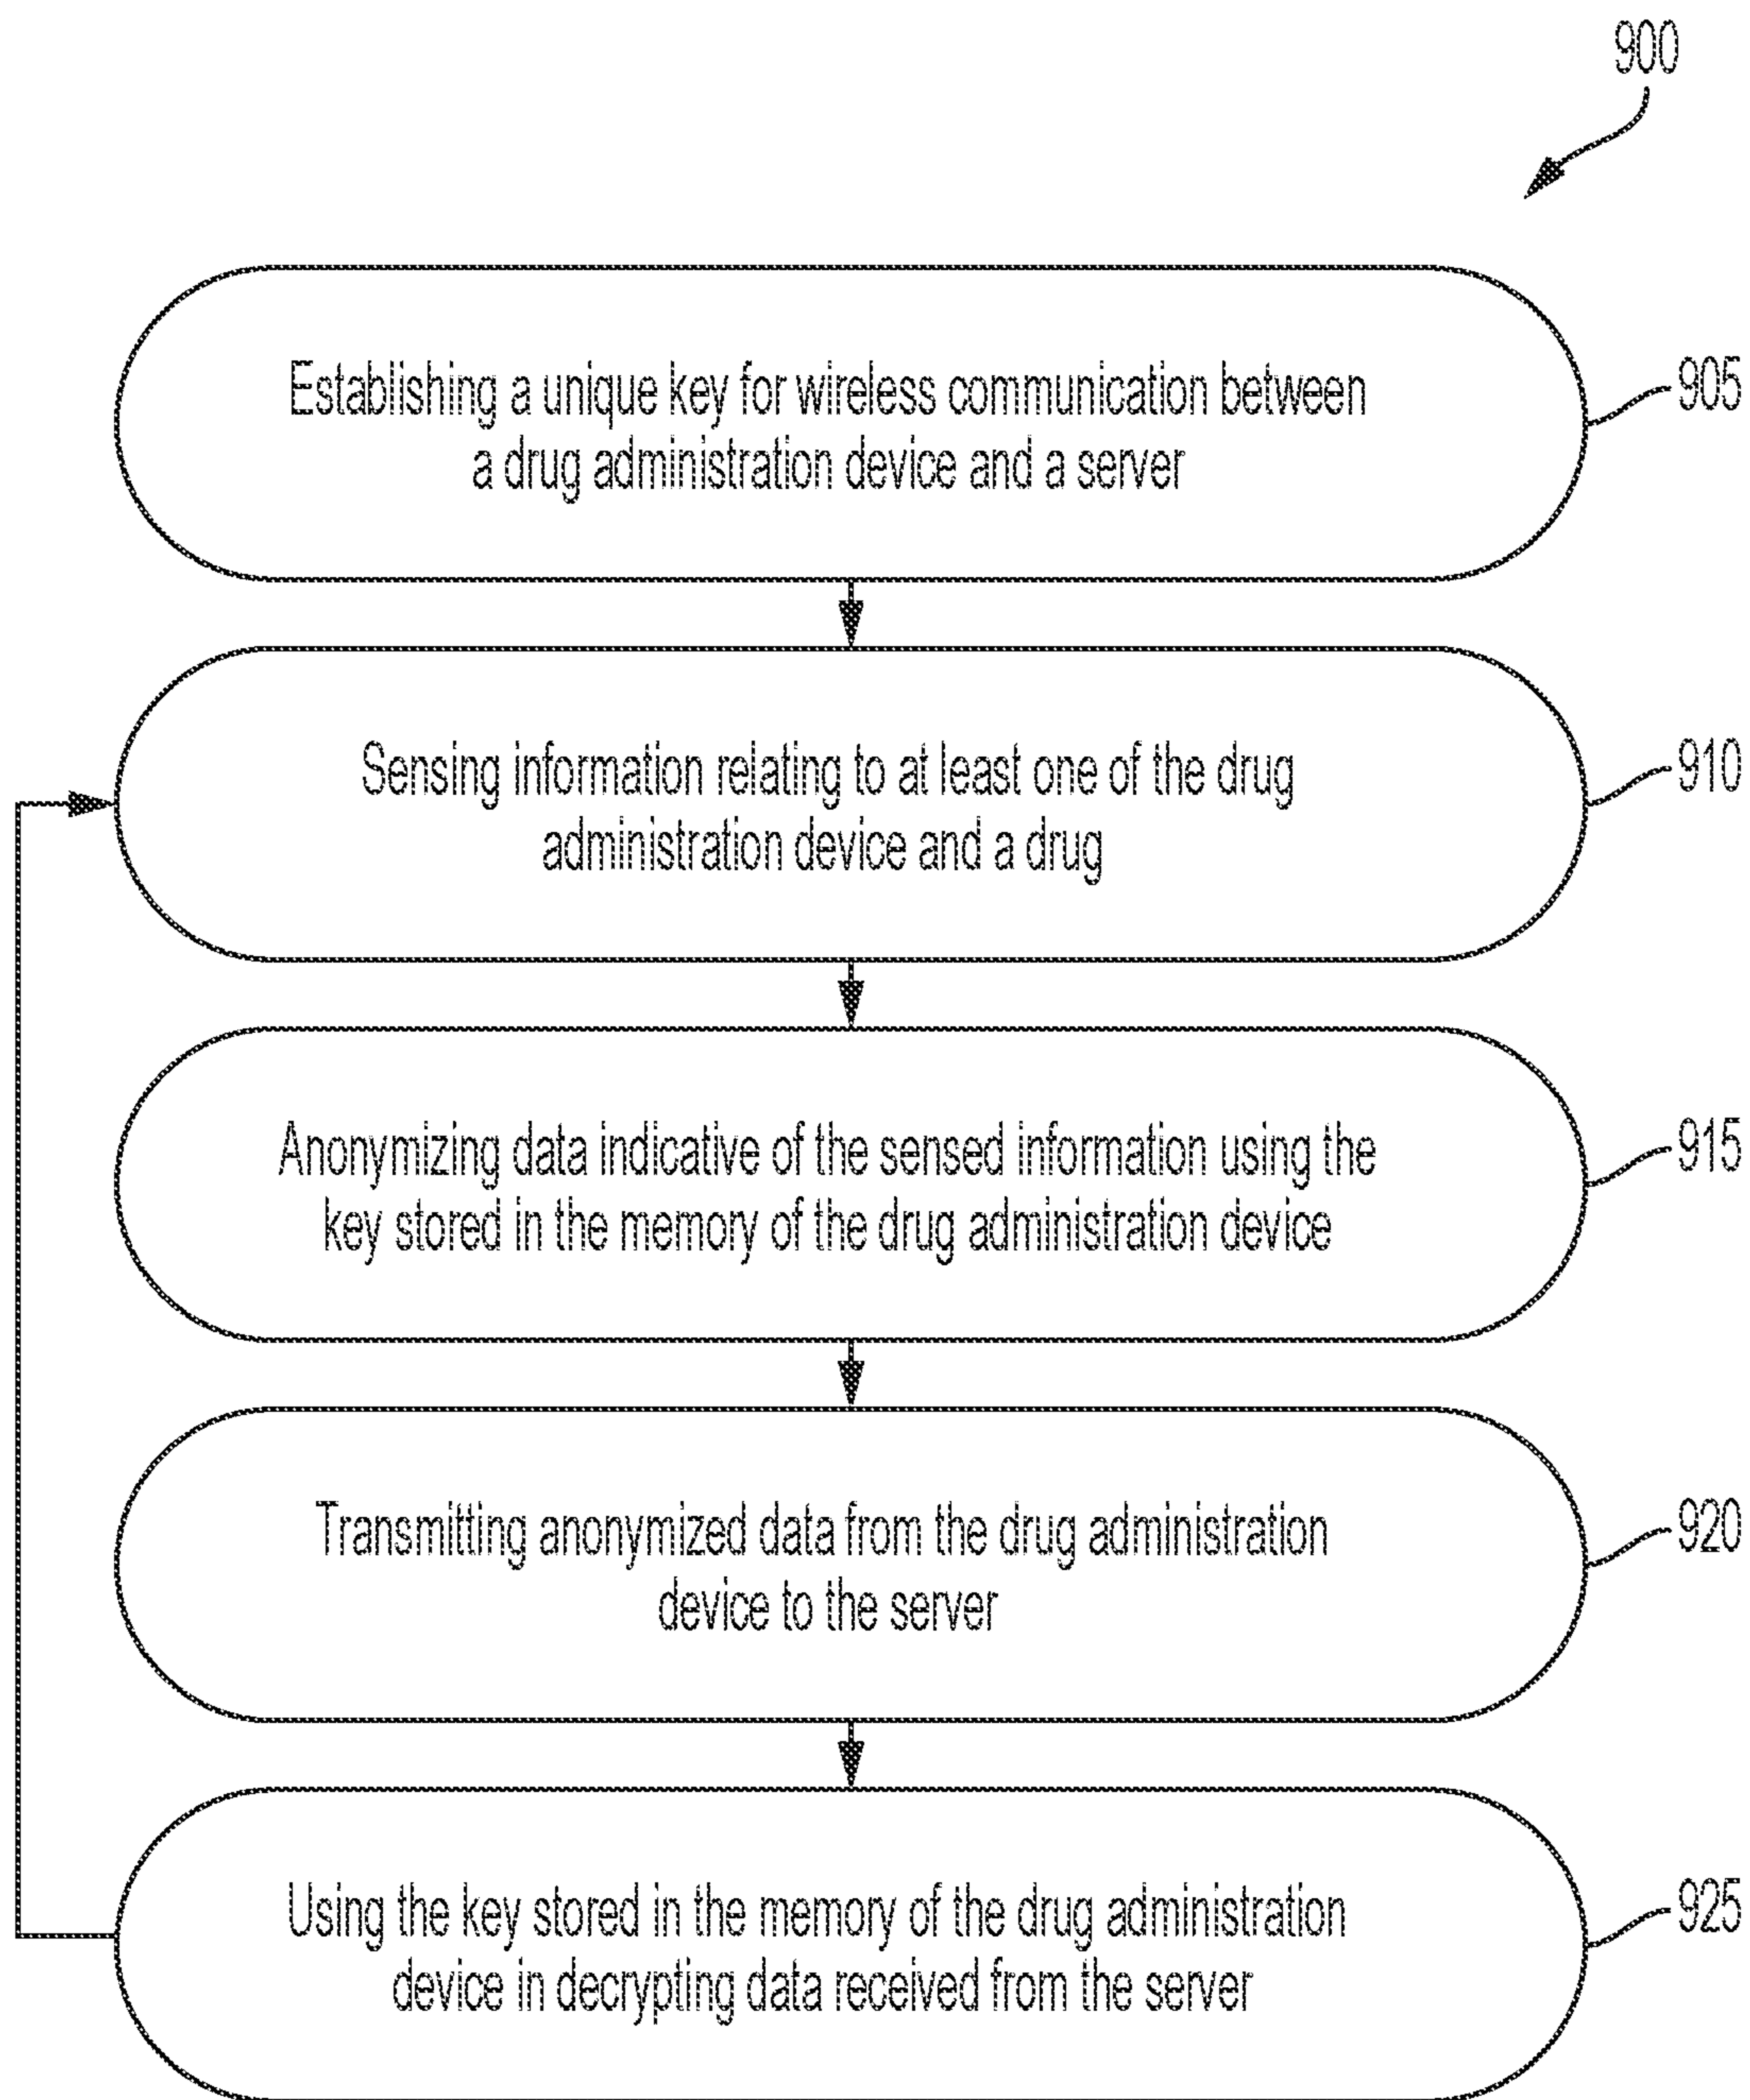 900
Establishing a unique key for wireless communication between
a drug administration device and a server
905
Sensing information relating to at least one of the drug
administration device and a drug
910
Anonymizing data indicative of the sensed information using the
key stored in the memory of the drug administration device
915
Transmitting anonymized data from the drug administration
device to the server
920
Using the key stored in the memory of the drug administration
device in decrypting data received from the server
925